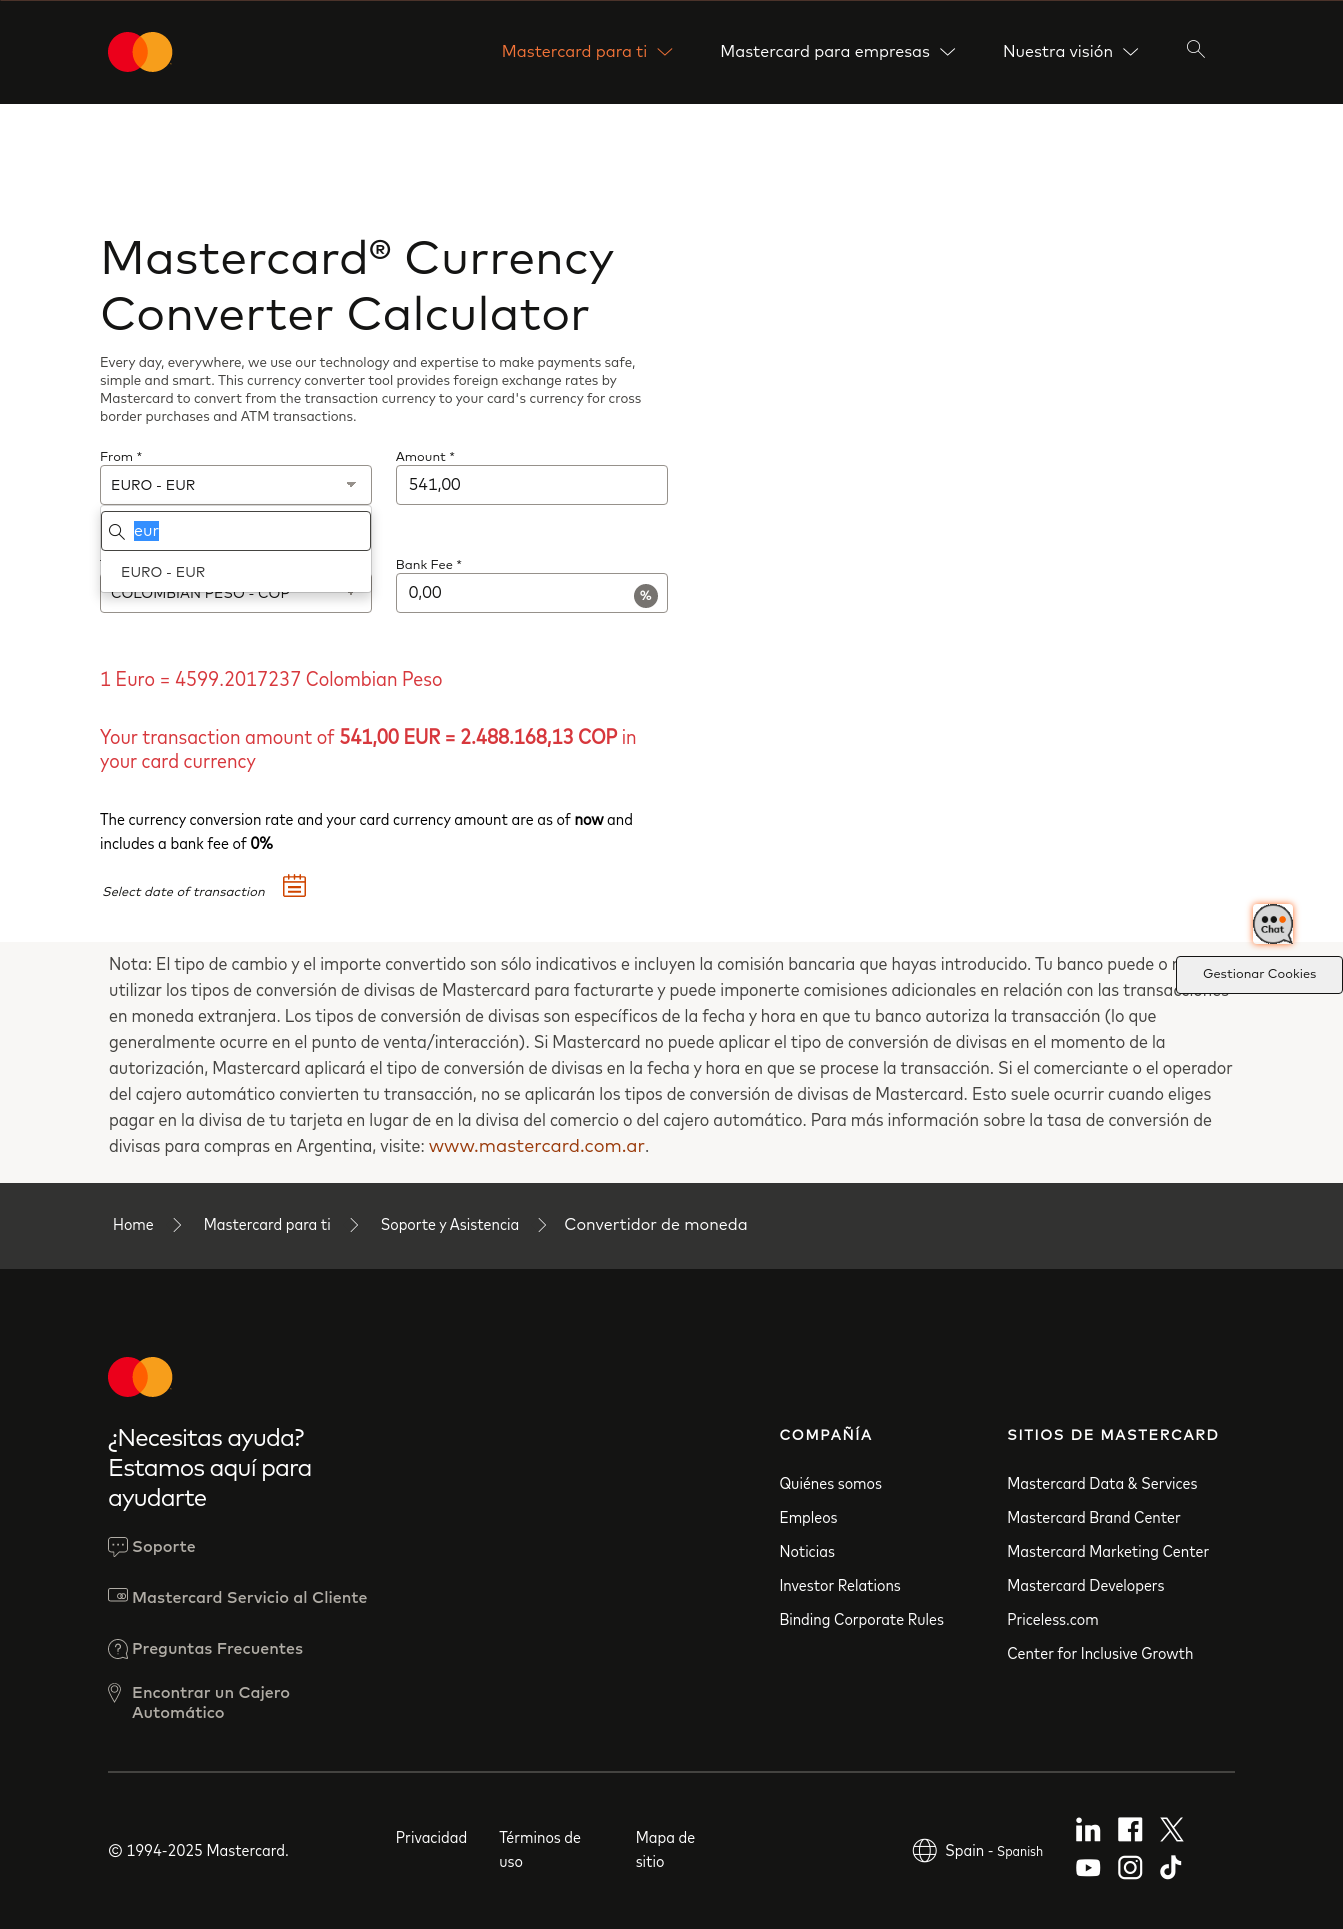 Mastercard para ti
Mastercard para empresas
Nuestra visión
Mastercard® Currency
Converter Calculator
Every day, everywhere, we use our technology and expertise to make payments safe,
simple and smart. This currency converter tool provides foreign exchange rates by
Mastercard to convert from the transaction currency to your card's currency for cross
border purchases and ATM transactions.
From *
Amount *
EURO - EUR
541,00
eur
EURO - EUR
Bank Fee *
COLOMBIAN PESO - COP
0,00
%
1 Euro = 4599.2017237 Colombian Peso
Your transaction amount of 541,00 EUR = 2.488.168,13 COP in
your card currency
The currency conversion rate and your card currency amount are as of now and
includes a bank fee of 0%
Select date of transaction
Chat
Gestionar Cookies
Nota: El tipo de cambio y el importe convertido son sólo indicativos e incluyen la comisión bancaria que hayas introducido. Tu banco puede o
utilizar los tipos de conversión de divisas de Mastercard para facturarte y puede imponerte comisiones adicionales en relación con las transacciones
en moneda extranjera. Los tipos de conversión de divisas son específicos de la fecha y hora en que tu banco autoriza la transacción (lo que
generalmente ocurre en el punto de venta/interacción). Si Mastercard no puede aplicar el tipo de conversión de divisas en el momento de la
autorización, Mastercard aplicará el tipo de conversión de divisas en la fecha y hora en que se procese la transacción. Si el comerciante o el operador
del cajero automático convierten tu transacción, no se aplicarán los tipos de conversión de divisas de Mastercard. Esto suele ocurrir cuando eliges
pagar en la divisa de tu tarjeta en lugar de en la divisa del comercio o del cajero automático. Para más información sobre la tasa de conversión de
divisas para compras en Argentina, visite: www.mastercard.com.ar.
Home
Mastercard para ti
Soporte y Asistencia
Convertidor de moneda
¿Necesitas ayuda?
Estamos aquí para
ayudarte
Soporte
Mastercard Servicio al Cliente
Preguntas Frecuentes
Encontrar un Cajero
Automático
COMPAÑÍA
Quiénes somos
Empleos
Noticias
Investor Relations
Binding Corporate Rules
SITIOS DE MASTERCARD
Mastercard Data & Services
Mastercard Brand Center
Mastercard Marketing Center
Mastercard Developers
Priceless.com
Center for Inclusive Growth
© 1994-2025 Mastercard.
Privacidad
Términos de
uso
Mapa de
sitio
Spain - Spanish